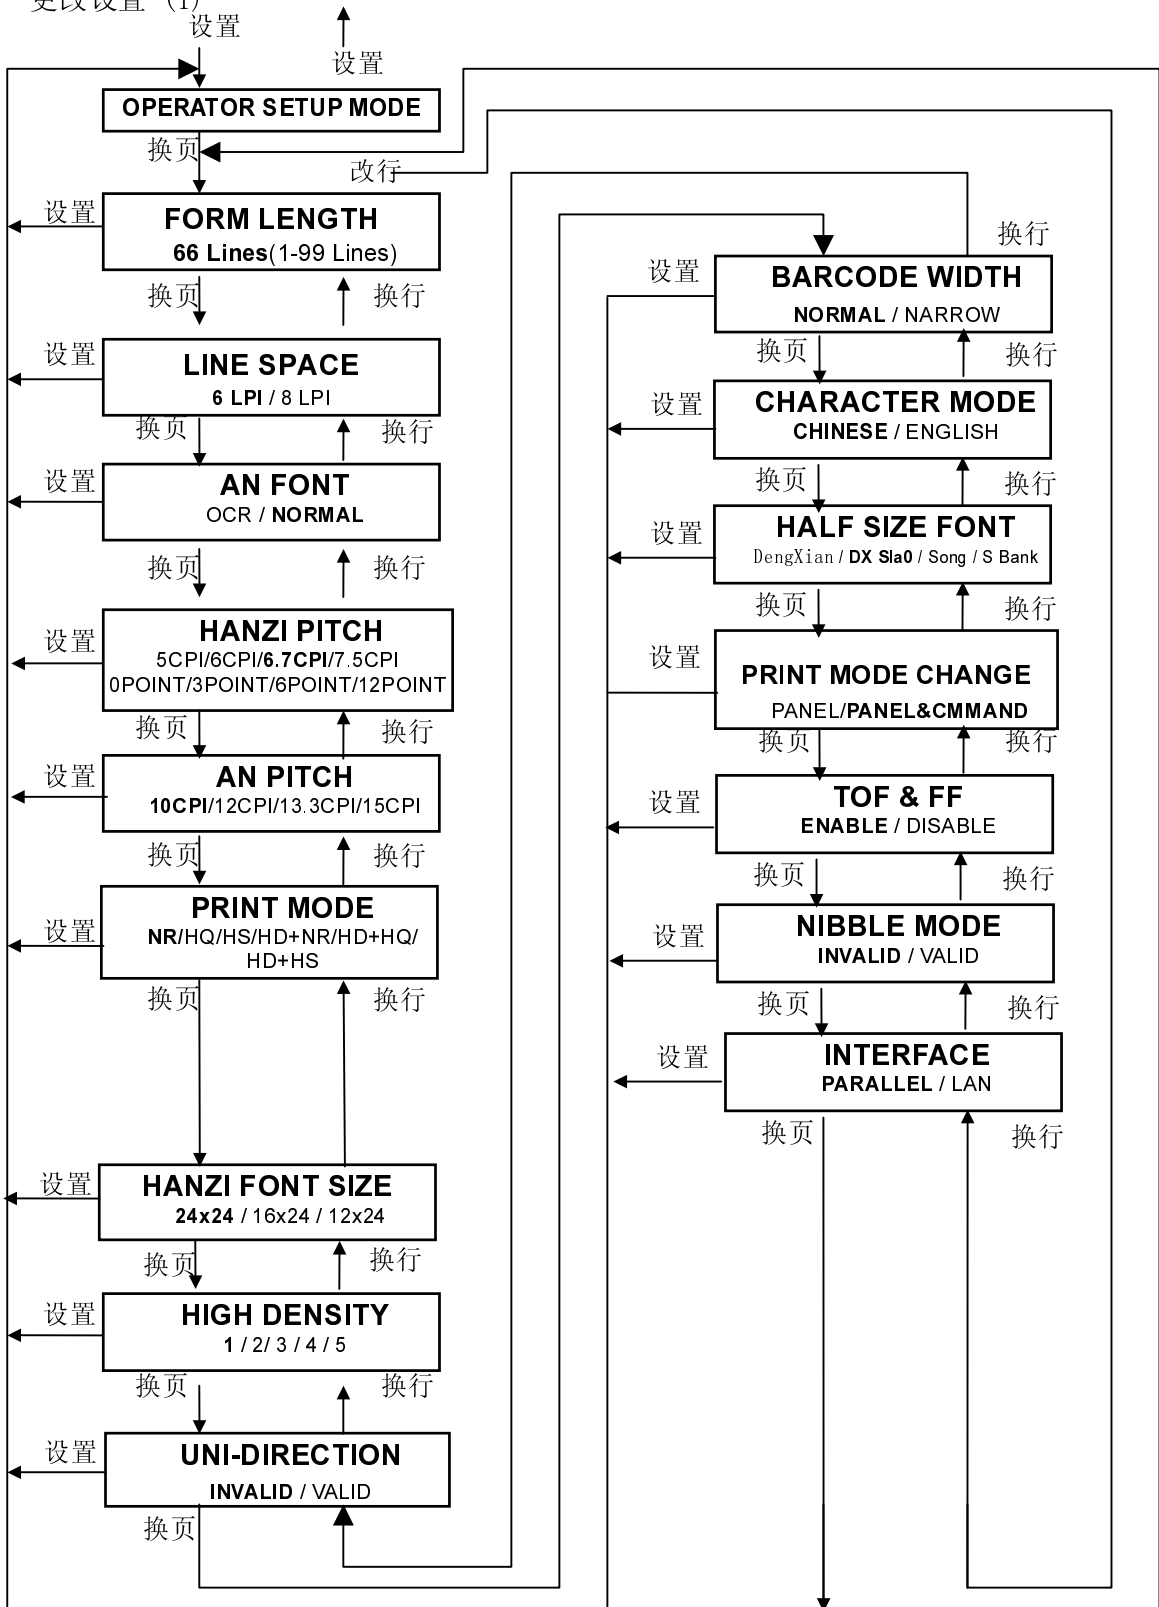 更改设置 (1)
设置
设置
OPERATOR SETUP MODE
换页
改行
设置
FORM LENGTH
66 Lines(1-99 Lines)
换页
换行
设置
LINE SPACE
6 LPI / 8 LPI
换页
换行
设置
AN FONT
OCR / NORMAL
换页
换行
设置
HANZI PITCH
5CPI/6CPI/6.7CPI/7.5CPI
0POINT/3POINT/6POINT/12POINT
换页
换行
设置
AN PITCH
10CPI/12CPI/13.3CPI/15CPI
换页
换行
设置
PRINT MODE
NR/HQ/HS/HD+NR/HD+HQ/
HD+HS
换页
换行
设置
HANZI FONT SIZE
24x24 / 16x24 / 12x24
换页
换行
设置
HIGH DENSITY
1 / 2/ 3 / 4 / 5
换页
换行
设置
UNI-DIRECTION
INVALID / VALID
换页
换行
设置
BARCODE WIDTH
NORMAL / NARROW
换页
换行
设置
CHARACTER MODE
CHINESE / ENGLISH
换页
换行
设置
HALF SIZE FONT
DengXian / DX Sla0 / Song / S Bank
换页
换行
设置
PRINT MODE CHANGE
PANEL/PANEL&CMMAND
换页
换行
设置
TOF & FF
ENABLE / DISABLE
换页
换行
设置
NIBBLE MODE
INVALID / VALID
换页
换行
设置
INTERFACE
PARALLEL / LAN
换页
换行